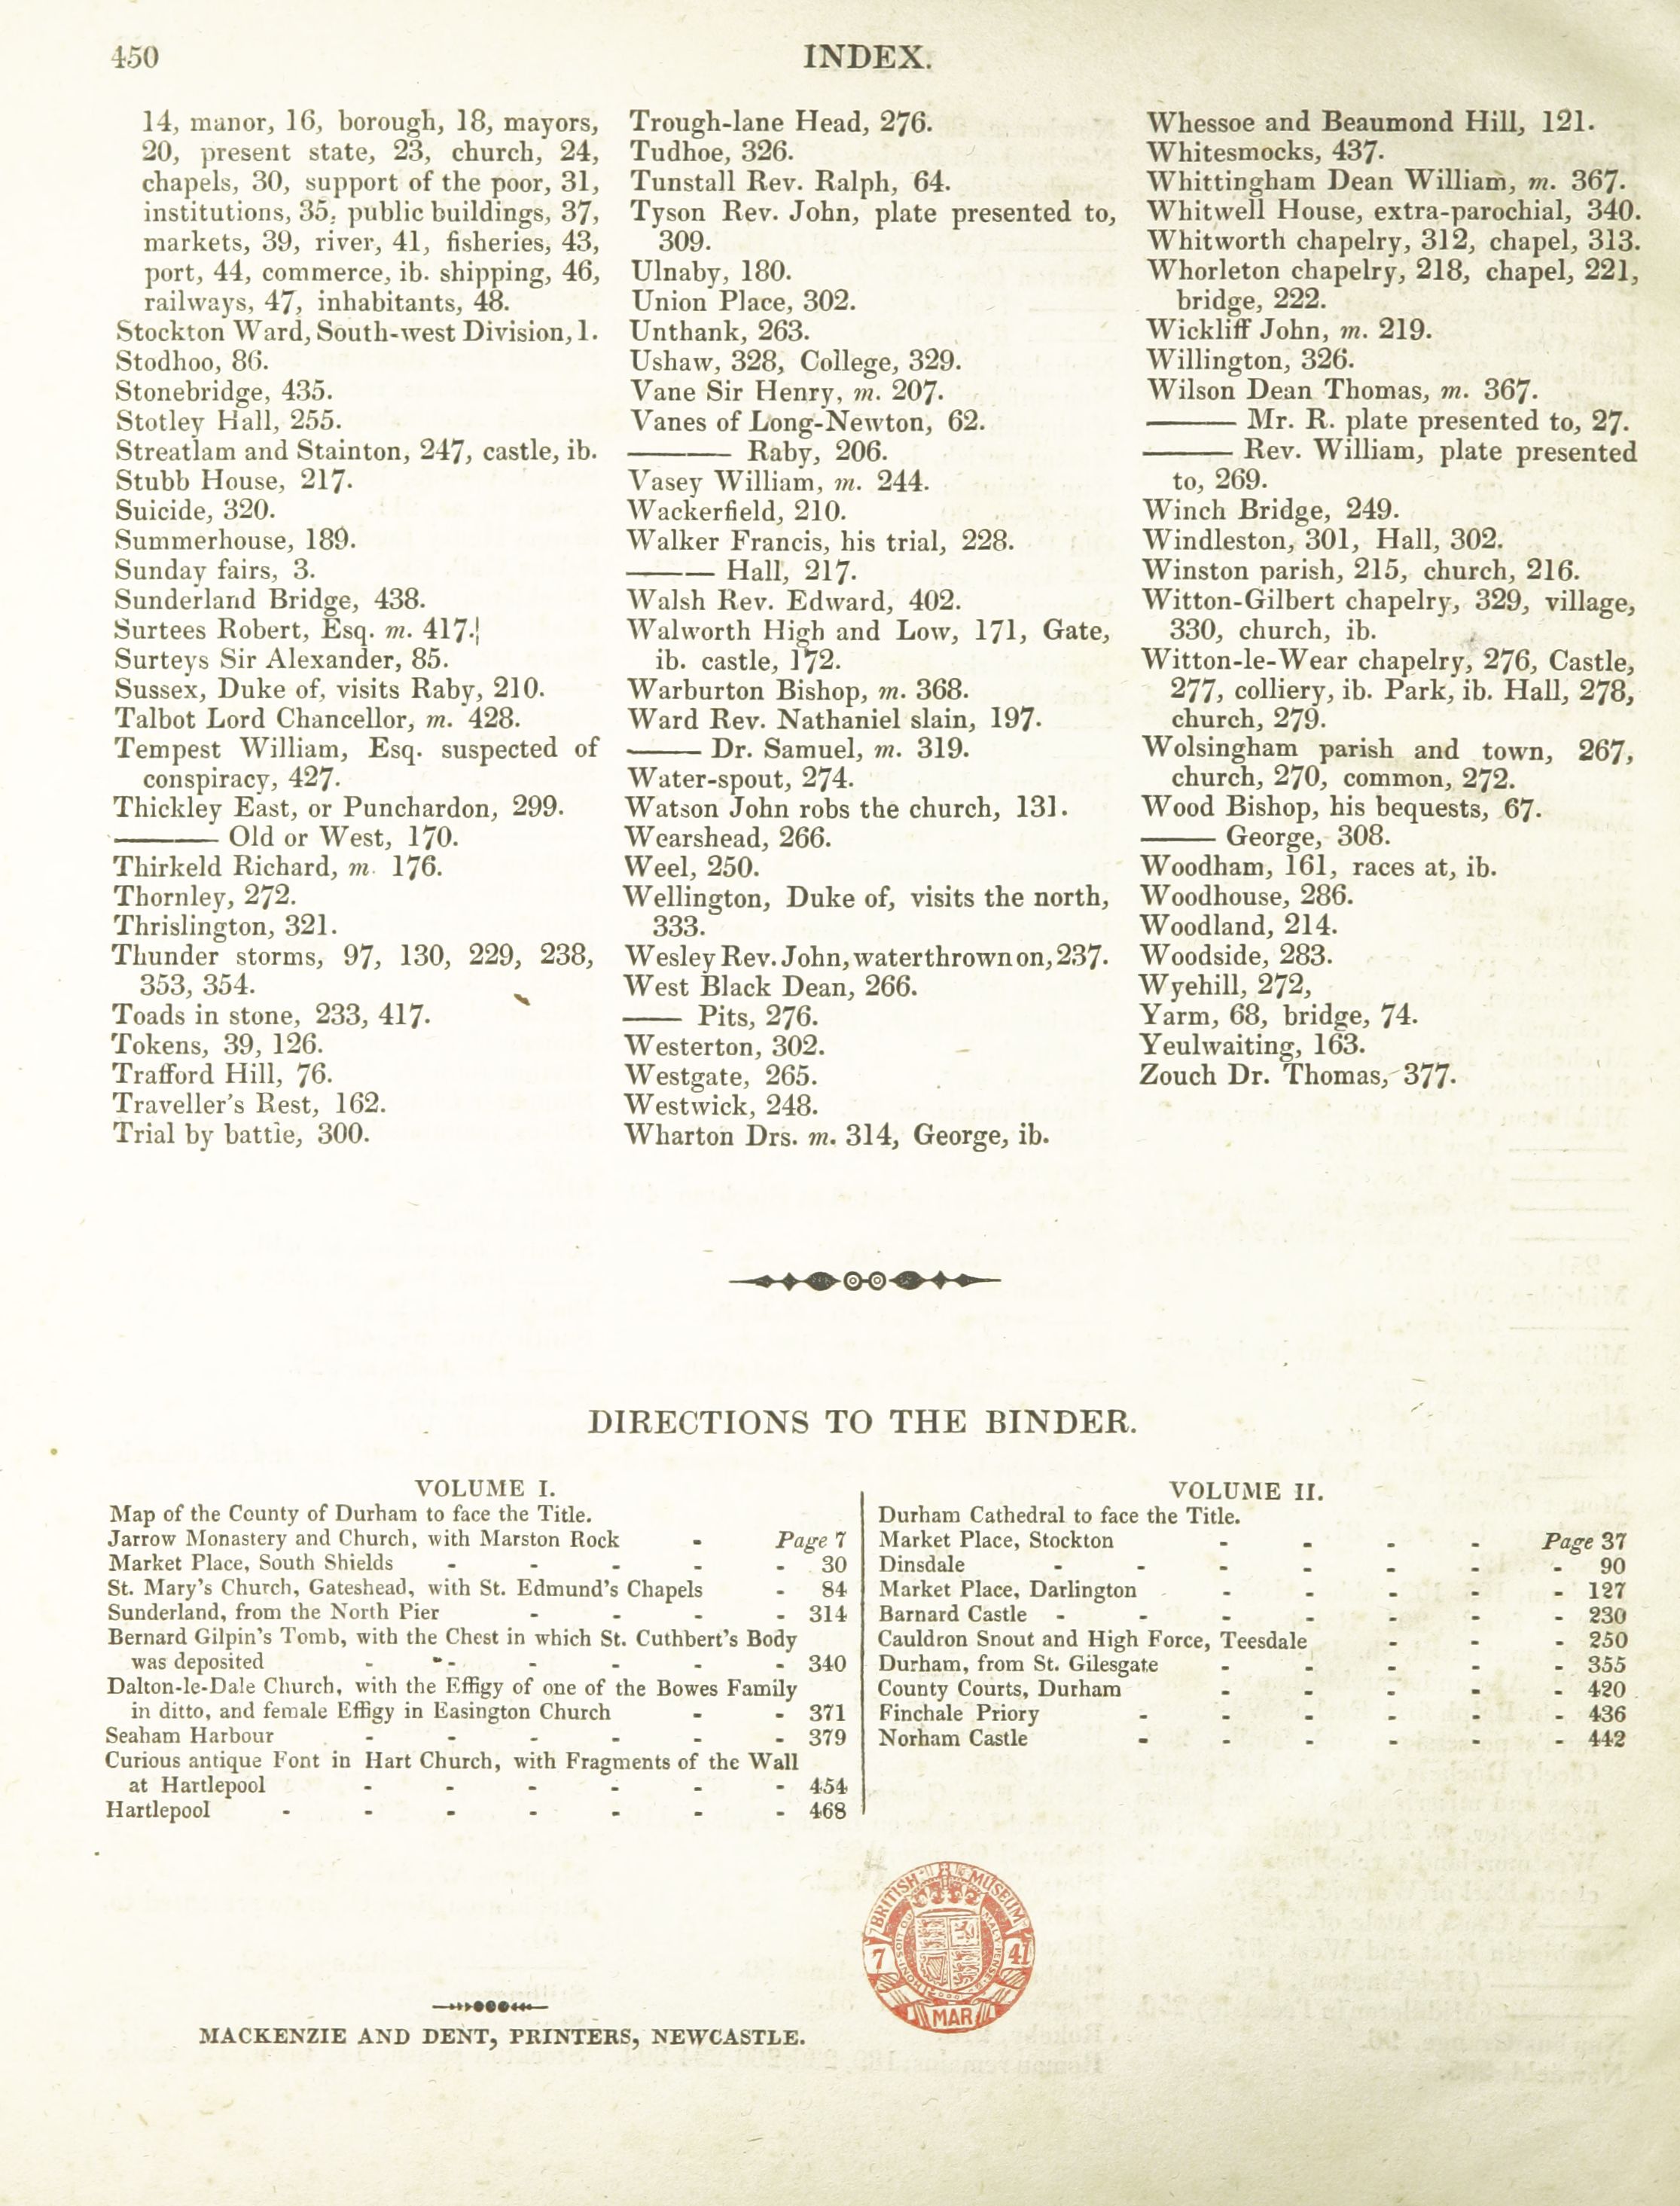 450
INDEX.
14, manor, 16, borough, 18, mayors,
20, present state, 23, church, 24,
chapels, 30, support of the poor, 31,
institutions, 35, public buildings, 37,
markets, 39, river, 41, fisheries, 43,
port, 44, commerce, ib. shipping, 46,
railways, 47, inhabitants, 48.
Stockton Ward, South-west Division, 1.
Stodhoo, 86.
Stonebridge, 435.
Stotley Hall, 255.
Streatlam and Stainton, 247, castle, ib.
Stubb House, 217.
Suicide, 320.
Summerhouse, 189.
Sunday fairs, 3.
Sunderland Bridge, 438.
Surtees Robert, Esq. m. 417.
Surteys Sir Alexander, 85.
Sussex, Duke of, visits Raby, 210.
Talbot Lord Chancellor, m. 428.
Tempest William, Esq. suspected of
conspiracy, 427.
Thickley East, or Punchardon, 299.
——— Old or West, 170.
Thirkeld Richard, m. 176.
Thornley, 272.
Thrislington, 321.
Thunder storms, 97, 130, 229, 238,
353, 354.
Toads in stone, 233, 417.
Tokens, 39, 126.
Trafford Hill, 76.
Traveller's Rest, 162.
Trial by battle, 300.
Trough-lane Head, 276.
Tudhoe, 326.
Tunstall Rev. Ralph, 64.
Tyson Rev. John, plate presented to,
309.
Ulnaby, 180.
Union Place, 302.
Unthank, 263.
Ushaw, 328, College, 329.
Vane Sir Henry, m. 207.
Vanes of Long-Newton, 62.
——— Raby, 206.
Vasey William, m. 244.
Wackerfield, 210.
Walker Francis, his trial, 228.
——— Hall, 217.
Walsh Rev. Edward, 402.
Walworth High and Low, 171, Gate,
ib. castle, 172.
Warburton Bishop, m. 368.
Ward Rev. Nathaniel slain, 197.
——— Dr. Samuel, m. 319.
Water-spout, 274.
Watson John robs the church, 131.
Wearshead, 266.
Weel, 250.
Wellington, Duke of, visits the north,
333.
Wesley Rev. John, water thrown on, 237.
West Black Dean, 266.
—— Pits, 276.
Westerton, 302.
Westgate, 265.
Westwick, 248.
Wharton Drs. m. 314, George, ib.
Whessoe and Beaumond Hill, 121.
Whitesmocks, 437.
Whittingham Dean William, m. 367.
Whitwell House, extra-parochial, 340.
Whitworth chapelry, 312, chapel, 313.
Whorleton chapelry, 218, chapel, 221,
bridge, 222.
Wickliff John, m. 219.
Willington, 326.
Wilson Dean Thomas, m. 367.
——— Mr. R. plate presented to, 27.
——— Rev. William, plate presented
to, 269.
Winch Bridge, 249.
Windleston, 301, Hall, 302.
Winston parish, 215, church, 216.
Witton-Gilbert chapelry, 329, village,
330, church, ib.
Witton-le-Wear chapelry, 276, Castle,
277, colliery, ib. Park, ib. Hall, 278,
church, 279.
Wolsingham parish and town, 267,
church, 270, common, 272.
Wood Bishop, his bequests, 67.
——— George, 308.
Woodham, 161, races at, ib.
Woodhouse, 286.
Woodland, 214.
Woodside, 283.
Wyehill, 272,
Yarm, 68, bridge, 74.
Yeulwaiting, 163.
Zouch Dr. Thomas, 377.
DIRECTIONS TO THE BINDER.
VOLUME I.
Map of the County of Durham to face the Title.
Jarrow Monastery and Church, with Marston Rock - Page 7
Market Place, South Shields - - - - - 30
St. Mary's Church, Gateshead, with St. Edmund's Chapels - 84
Sunderland, from the North Pier - - - - 314
Bernard Gilpin's Tomb, with the Chest in which St. Cuthbert's Body
was deposited - - - - - - 340
Dalton-le-Dale Church, with the Effigy of one of the Bowes Family
in ditto, and female Effigy in Easington Church - - 371
Seaham Harbour - - - - - - 379
Curious antique Font in Hart Church, with Fragments of the Wall
at Hartlepool - - - - - - 454
Hartlepool - - - - - - - 468
VOLUME II.
Durham Cathedral to face the Title.
Market Place, Stockton - - - - Page 37
Dinsdale - - - - - - - 90
Market Place, Darlington - - - - - 127
Barnard Castle - - - - - - - 230
Cauldron Snout and High Force, Teesdale - - - 250
Durham, from St. Gilesgate - - - - - 355
County Courts, Durham - - - - - 420
Finchale Priory - - - - - - 436
Norham Castle - - - - - - 442
BRITISH MUSEUM
7 41
MAR
MACKENZIE AND DENT, PRINTERS, NEWCASTLE.